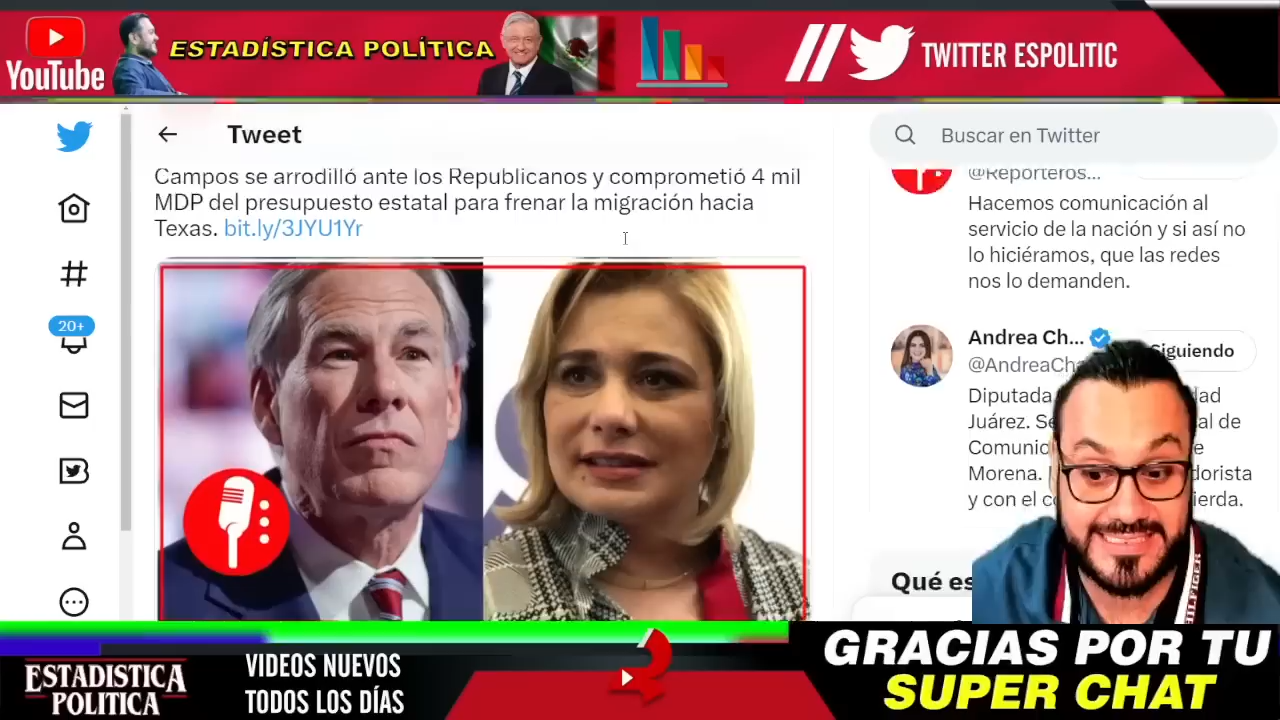 YouTube
ESTADÍSTICA POLÍTICA
TWITTER ESPOLITIC
Tweet
Campos se arrodilló ante los Republicanos y comprometió 4 mil
MDP del presupuesto estatal para frenar la migración hacia
Texas. bit.ly/3JYU1Yr
20+
Buscar en Twitter
@Reporteros...
Hacemos comunicación al
servicio de la nación y si así no
lo hiciéramos, que las redes
nos lo demanden.
Andrea Ch...
Siguiendo
@AndreaCh
Diputada
Juárez.
Morena.
y con el
Qué es
ESTADISTICA
POLITICA
VIDEOS NUEVOS
TODOS LOS DÍAS
GRACIAS POR TU
SUPER CHAT